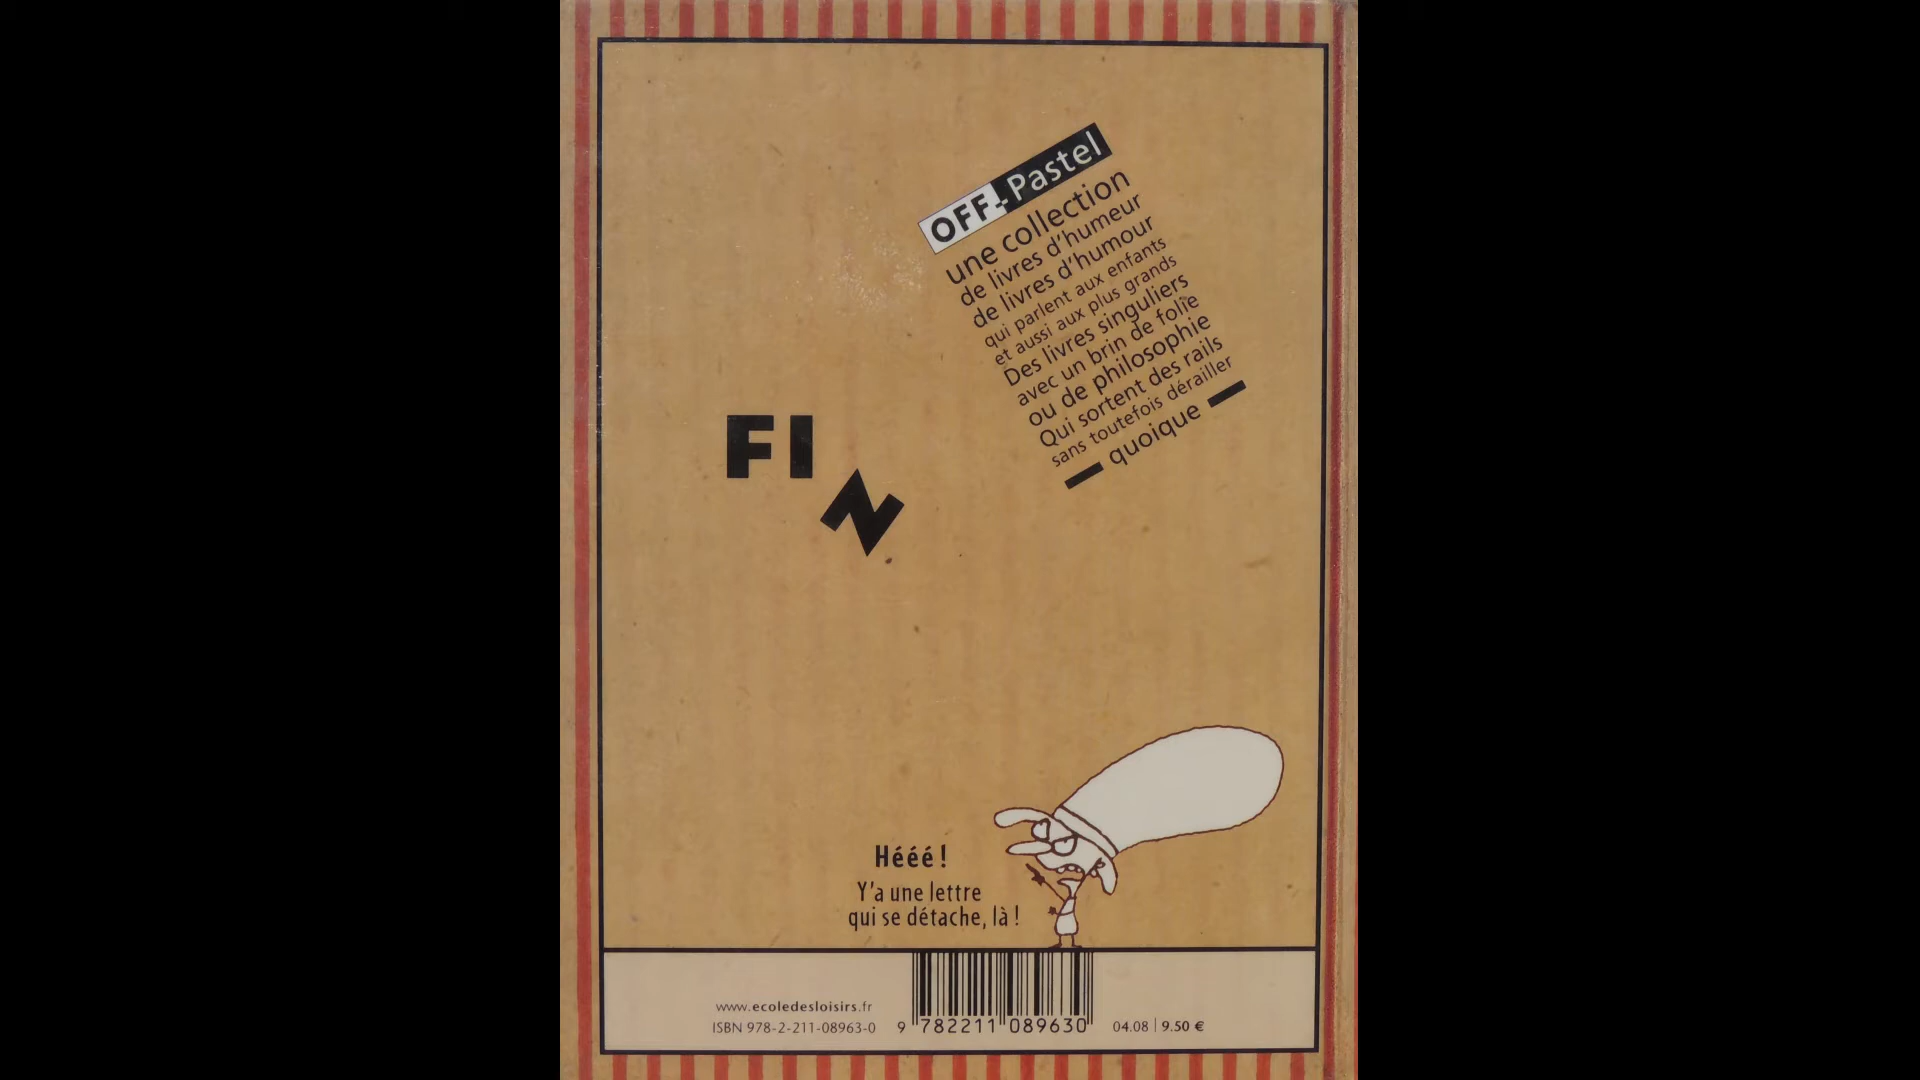 OFF-Pastel
une collection
de livres d'humeur
de livres d'humour
qui parlent aux enfants
et aussi aux plus grands
Des livres singuliers
avec un brin de folie
ou de philosophie
Qui sortent des rails
sans toutefois dérailler
quoique
FIN
Hééé !
Y'a une lettre
qui se détache, là !
www.ecoledesloisirs.fr
ISBN 978-2-211-08963-0
9 782211 089630
04.08 | 9.50 €